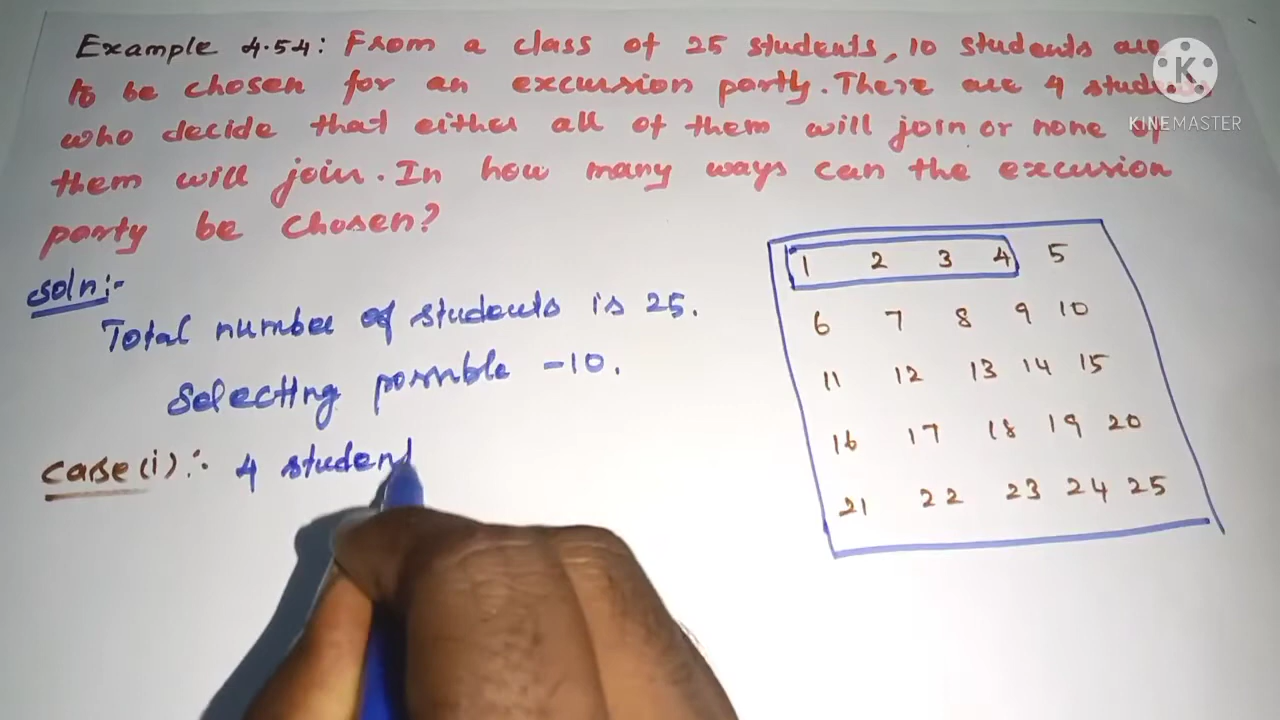 Example 4.54: From a class of 25 students, 10 students are
to be chosen for an excursion party. There are 4 students
who decide that either all of them will join or none of
them will join. In how many ways can the excursion
party be chosen?
Soln:-
Total number of students is 25.
Selecting possible -10.
Case(i):- 4 student
1 2 3 4 5
6 7 8 9 10
11 12 13 14 15
16 17 18 19 20
21 22 23 24 25
K
KINEMASTER